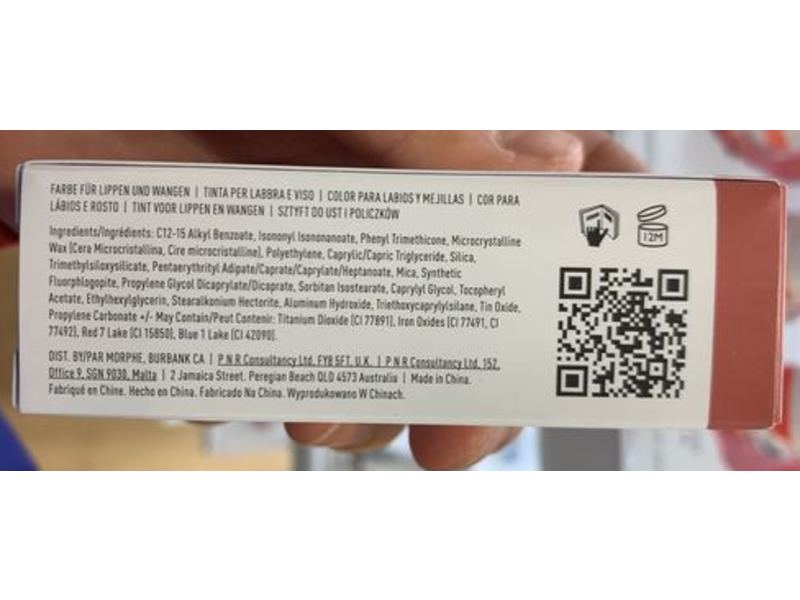 FARBE FÜR LIPPEN UND WANGEN | TINTA PER LABBRA E VISO | COLOR PARA LABIOS Y MEJILLAS | COR PARA
LÁBIOS E ROSTO | TINT VOOR LIPPEN EN WANGEN | SZTYFT DO UST I POLICZKÓW
Ingredients/Ingrédients: C12-15 Alkyl Benzoate, Isononyl Isononanoate, Phenyl Trimethicone, Microcrystalline
Wax (Cera Microcristallina, Cire microcristalline), Polyethylene, Caprylic/Capric Triglyceride, Silica,
Trimethylsiloxysilicate, Pentaerythrityl Adipate/Caprate/Caprylate/Heptanoate, Mica, Synthetic
Fluorphlogopite, Propylene Glycol Dicaprylate/Dicaprate, Sorbitan Isostearate, Caprylyl Glycol, Tocopheryl
Acetate, Ethylhexylglycerin, Stearalkonium Hectorite, Aluminum Hydroxide, Triethoxycaprylylsilane, Tin Oxide,
Propylene Carbonate +/- May Contain/Peut Contenir: Titanium Dioxide (CI 77891), Iron Oxides (CI 77491, CI
77492), Red 7 Lake (CI 15850), Blue 1 Lake (CI 42090).
DIST. BY/PAR MORPHE, BURBANK CA | P.N.R Consultancy Ltd, FY8 5FT, U.K. | P N.R Consultancy Ltd, 152,
Office 9, SGN 9030, Malta | 2 Jamaica Street. Peregian Beach QLD 4573 Australia | Made in China.
Fabriqué en Chine. Hecho en China. Fabricado Na China. Wyprodukowano W Chinach.
12M